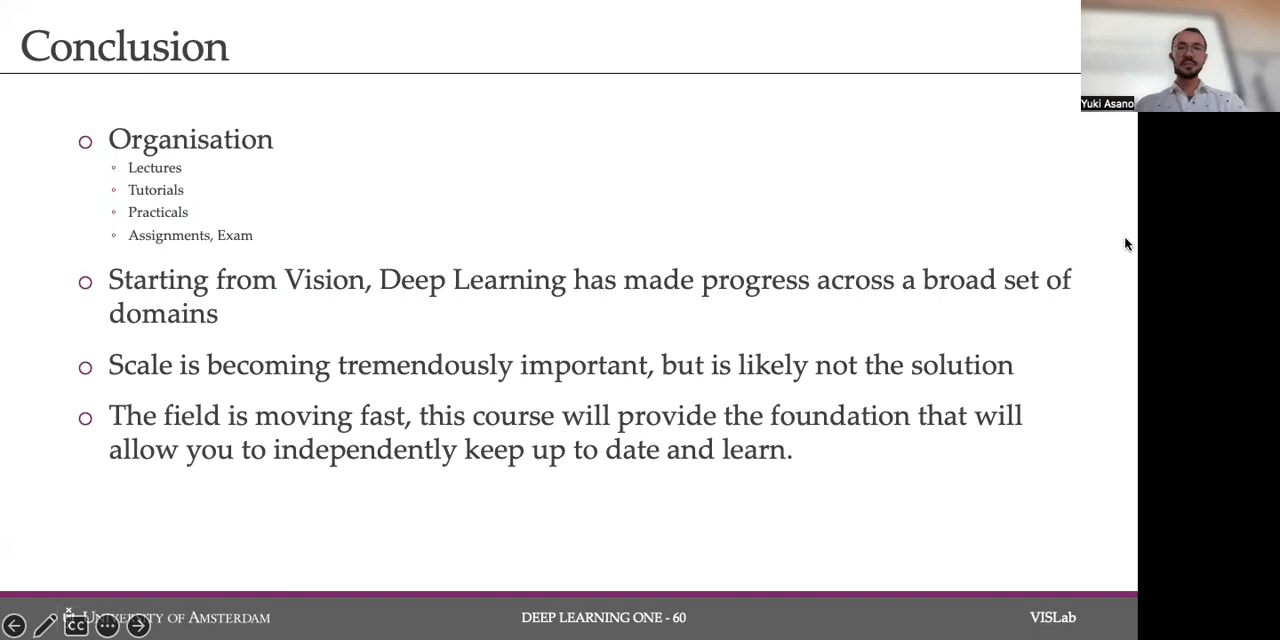 Conclusion
Yuki Asano
Organisation
Lectures
Tutorials
Practicals
Assignments, Exam
Starting from Vision, Deep Learning has made progress across a broad set of
domains
Scale is becoming tremendously important, but is likely not the solution
The field is moving fast, this course will provide the foundation that will
allow you to independently keep up to date and learn.
CC
UNIVERSITY OF AMSTERDAM
DEEP LEARNING ONE - 60
VISLab